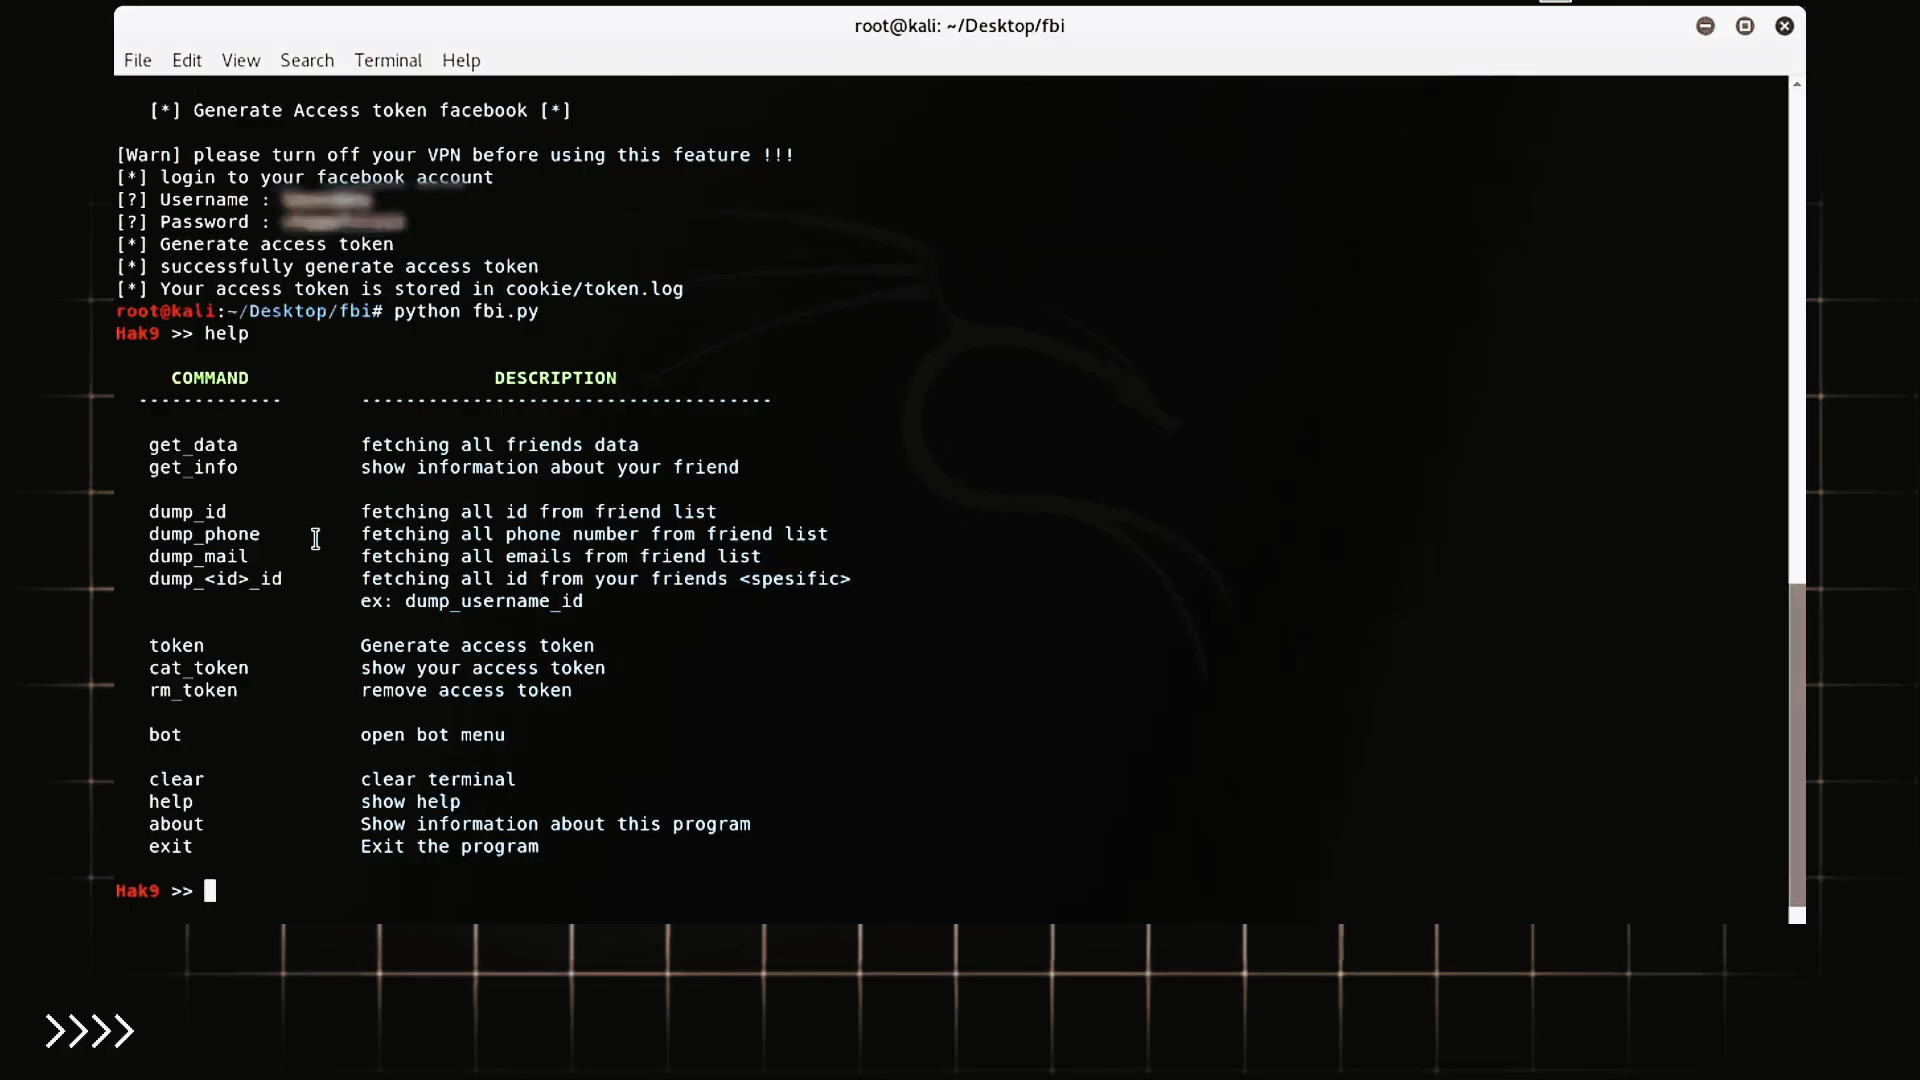 root@kali: ~/Desktop/fbi
File Edit View Search Terminal Help
[*] Generate Access token facebook [*]
[Warn] please turn off your VPN before using this feature !!!
[*] login to your facebook account
[?] Username :
[?] Password :
[*] Generate access token
[*] successfully generate access token
[*] Your access token is stored in cookie/token.log
root@kali:~/Desktop/fbi# python fbi.py
Hak9 >> help
COMMAND DESCRIPTION
------------- -------------------------------------
get_data fetching all friends data
get_info show information about your friend
dump_id fetching all id from friend list
dump_phone fetching all phone number from friend list
dump_mail fetching all emails from friend list
dump_<id>_id fetching all id from your friends <spesific>
ex: dump_username_id
token Generate access token
cat_token show your access token
rm_token remove access token
bot open bot menu
clear clear terminal
help show help
about Show information about this program
exit Exit the program
Hak9 >>